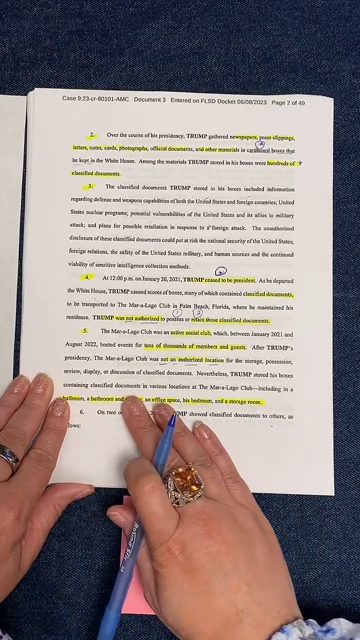 Case 9:23-cr-80101-AMC Document 3 Entered on FLSD Docket 06/08/2023 Page 2 of 49
2. Over the course of his presidency, TRUMP gathered newspapers, press clippings,
letters, notes, cards, photographs, official documents, and other materials in cardboard boxes that
he kept in the White House. Among the materials TRUMP stored in his boxes were hundreds of
classified documents.
3. The classified documents TRUMP stored in his boxes included information
regarding defense and weapons capabilities of both the United States and foreign countries; United
States nuclear programs; potential vulnerabilities of the United States and its allies to military
attack; and plans for possible retaliation in response to a foreign attack. The unauthorized
disclosure of these classified documents could put at risk the national security of the United States,
foreign relations, the safety of the United States military, and human sources and the continued
viability of sensitive intelligence collection methods.
4. At 12:00 p.m. on January 20, 2021, TRUMP ceased to be president. As he departed
the White House, TRUMP caused scores of boxes, many of which contained classified documents,
to be transported to The Mar-a-Lago Club in Palm Beach, Florida, where he maintained his
residence. TRUMP was not authorized to possess or retain those classified documents.
1 2
5. The Mar-a-Lago Club was an active social club, which, between January 2021 and
August 2022, hosted events for tens of thousands of members and guests. After TRUMP's
presidency, The Mar-a-Lago Club was not an authorized location for the storage, possession,
review, display, or discussion of classified documents. Nevertheless, TRUMP stored his boxes
containing classified documents in various locations at The Mar-a-Lago Club—including in a
ballroom, a bathroom and an office space, his bedroom, and a storage room.
6. On two showed classified documents to others, as